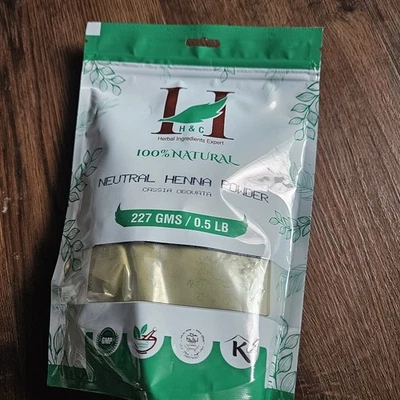 H
H & C
Herbal Ingredients Expert
100% NATURAL
NEUTRAL HENNA POWDER
CASSIA OBOVATA
227 GMS / 0.5 LB
GMP
K